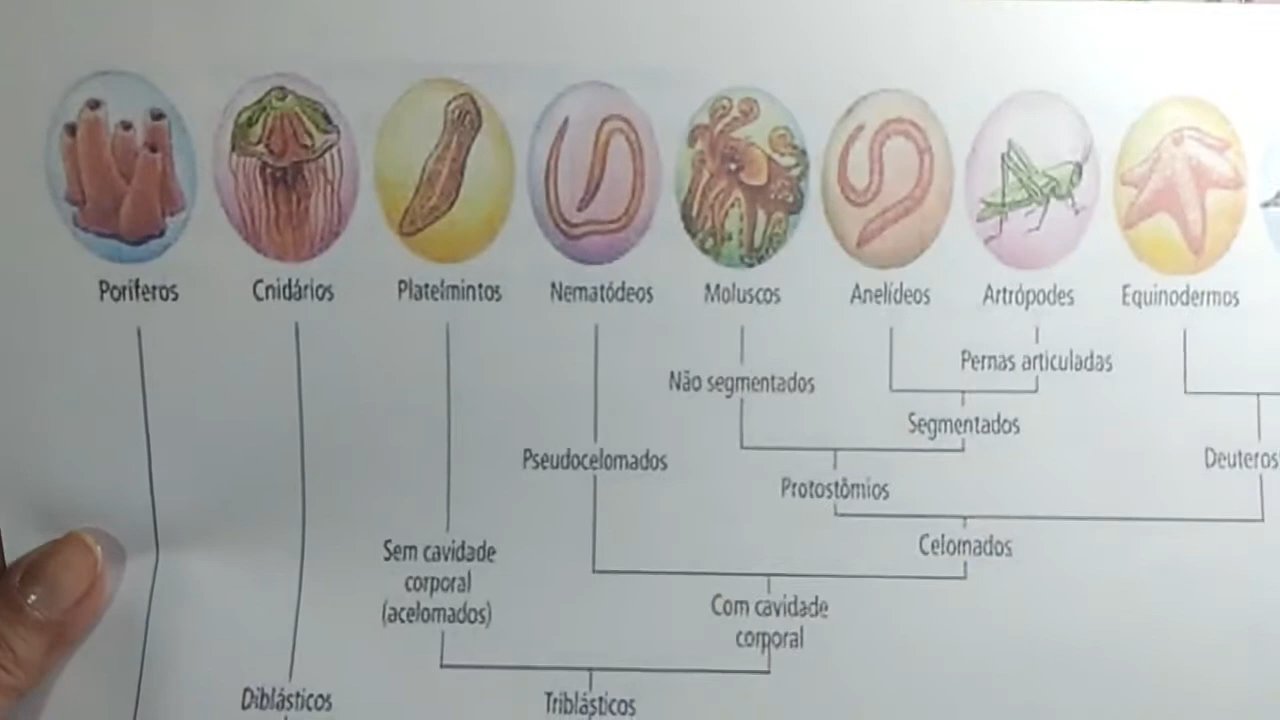 Poríferos
Cnidários
Platelmintos
Nematódeos
Moluscos
Anelídeos
Artrópodes
Equinodermos
Pernas articuladas
Não segmentados
Segmentados
Pseudocelomados
Deuteros
Protostômios
Sem cavidade
corporal
(acelomados)
Celomados
Com cavidade
corporal
Diblásticos
Triblásticos